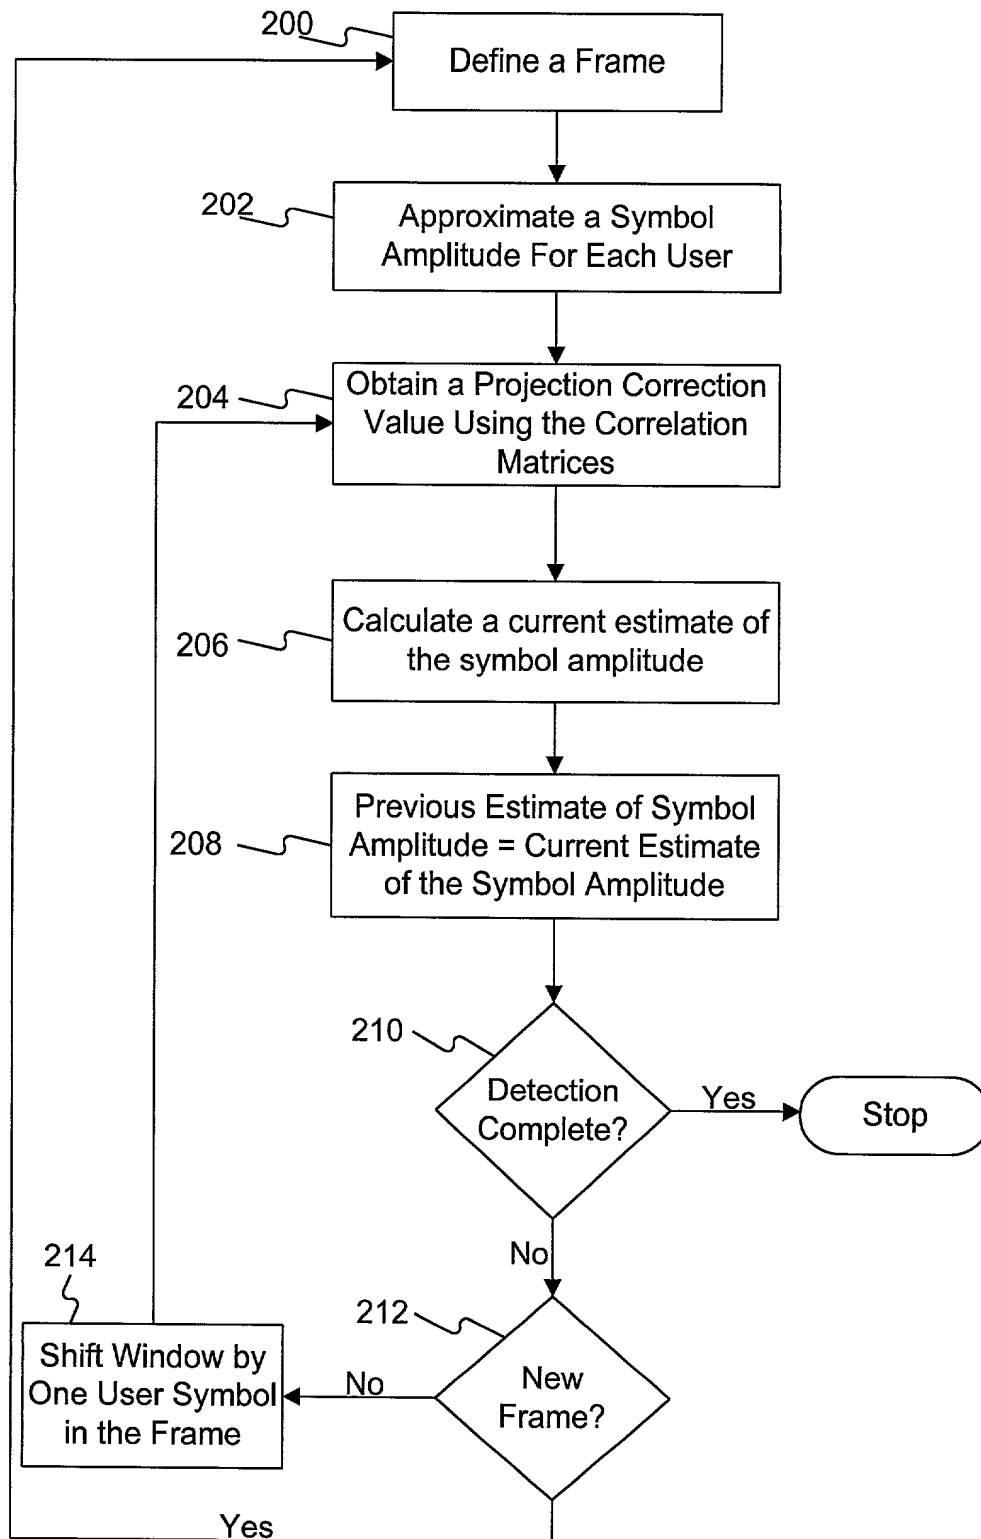 200
Define a Frame
202
Approximate a Symbol
Amplitude For Each User
204
Obtain a Projection Correction
Value Using the Correlation
Matrices
206
Calculate a current estimate of
the symbol amplitude
208
Previous Estimate of Symbol
Amplitude = Current Estimate
of the Symbol Amplitude
210
Detection
Complete?
Yes
Stop
No
212
New
Frame?
No
214
Shift Window by
One User Symbol
in the Frame
Yes